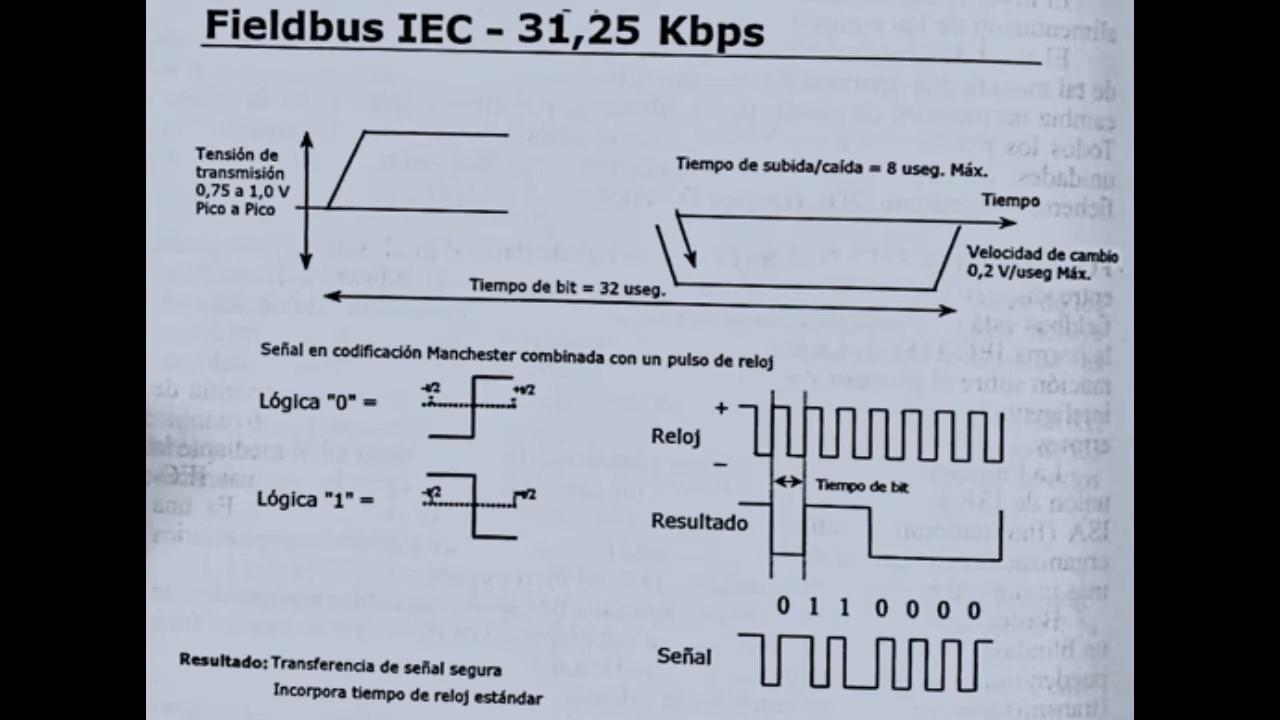 Fieldbus IEC - 31,25 Kbps
Tensión de
transmisión
0,75 a 1,0 V
Pico a Pico
Tiempo de subida/caída = 8 useg. Máx.
Tiempo
Velocidad de cambio
0,2 V/useg Máx.
Tiempo de bit = 32 useg.
Señal en codificación Manchester combinada con un pulso de reloj
Lógica "0" =
Lógica "1" =
+
Reloj
−
Tiempo de bit
Resultado
0 1 1 0 0 0 0
Señal
Resultado: Transferencia de señal segura
Incorpora tiempo de reloj estándar